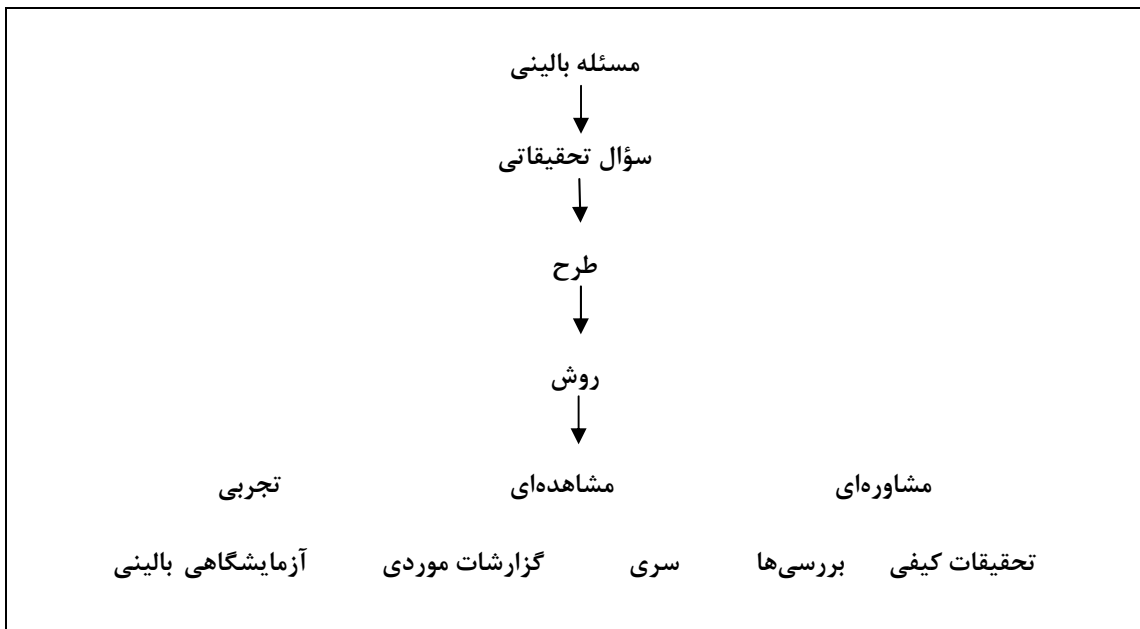 مسئله بالینی
سؤال تحقیقاتی
طرح
روش
مشاوره‌ای مشاهده‌ای تجربی
تحقیقات کیفی بررسی‌ها سری گزارشات موردی آزمایشگاهی بالینی